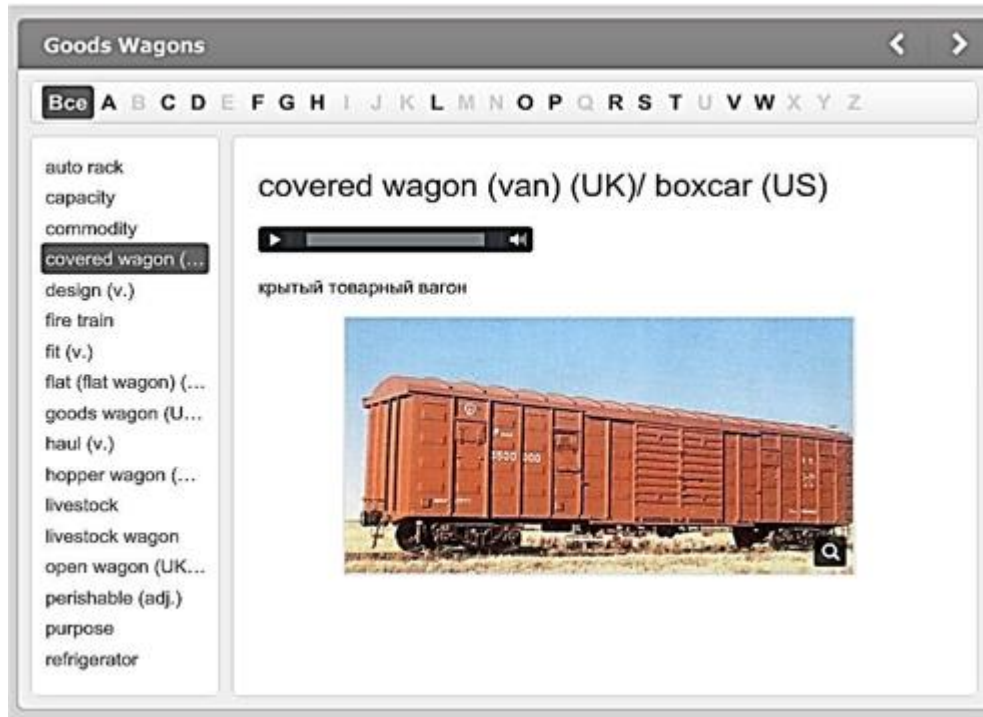 Goods Wagons
Все A B C D E F G H I J K L M N O P Q R S T U V W X Y Z
auto rack
capacity
commodity
covered wagon (...
design (v.)
fire train
fit (v.)
flat (flat wagon) (...
goods wagon (U...
haul (v.)
hopper wagon (...
livestock
livestock wagon
open wagon (UK...
perishable (adj.)
purpose
refrigerator
covered wagon (van) (UK)/ boxcar (US)
крытый товарный вагон